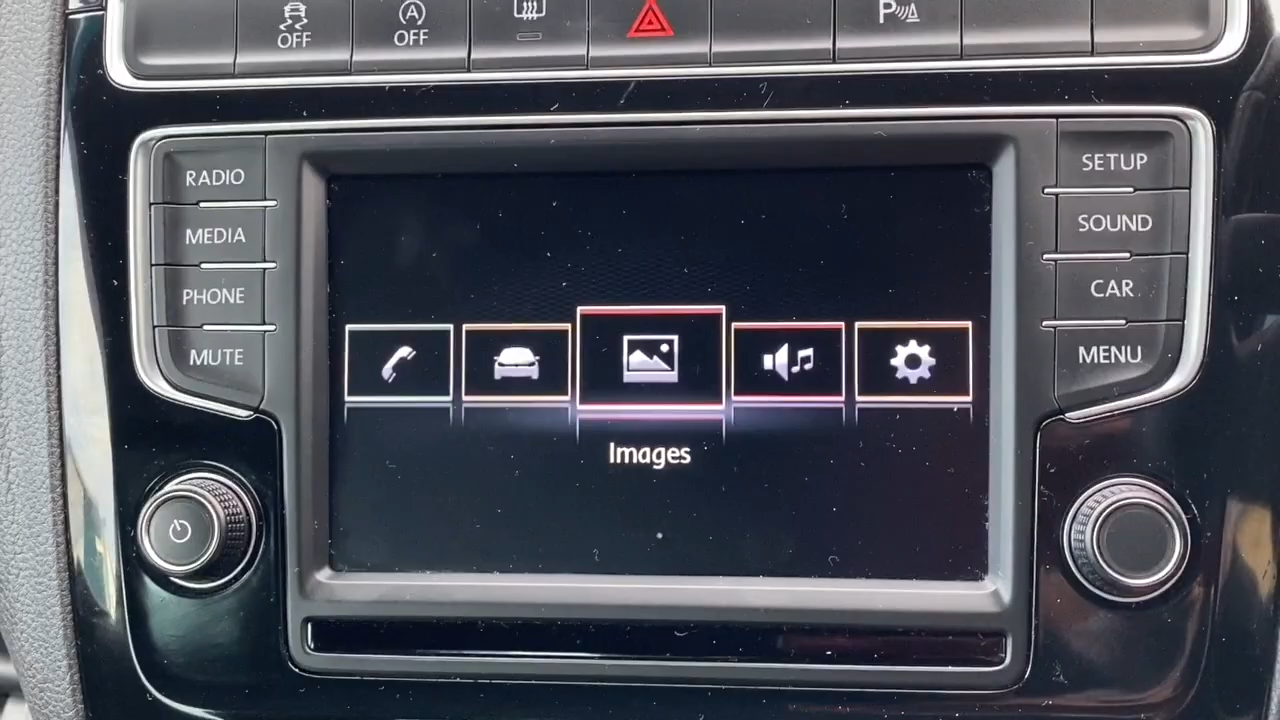 OFF
A
OFF
P
RADIO
MEDIA
PHONE
MUTE
SETUP
SOUND
CAR
MENU
Images